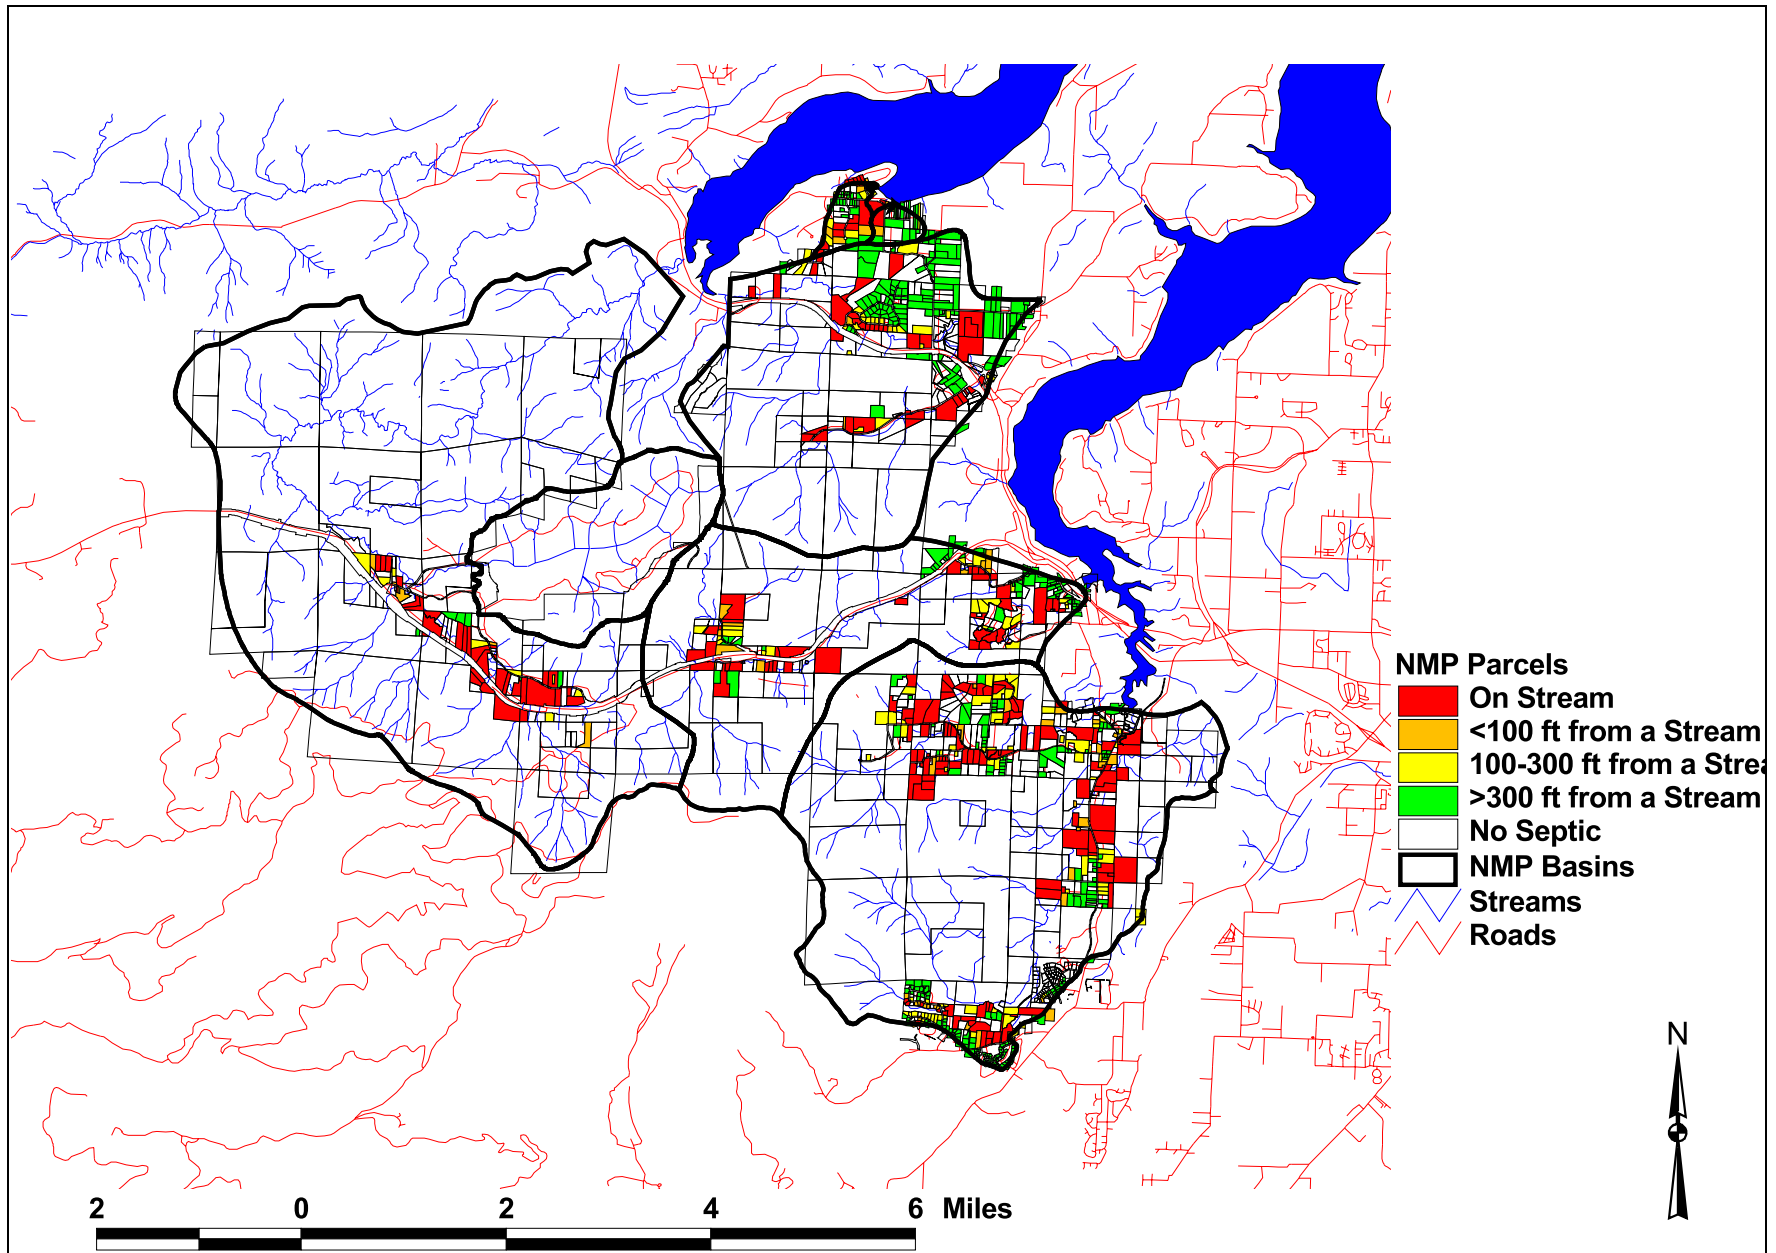 NMP Parcels
On Stream
<100 ft from a Stream
100-300 ft from a Strea
>300 ft from a Stream
No Septic
NMP Basins
Streams
Roads
N
2 0 2 4 6 Miles